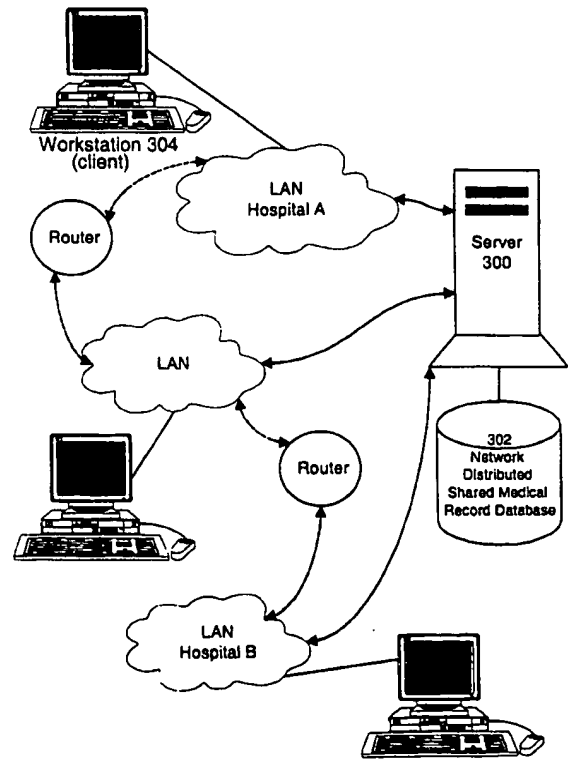 Workstation 304
(client)
LAN
Hospital A
Router
Server
300
LAN
Router
302
Network
Distributed
Shared Medical
Record Database
LAN
Hospital B